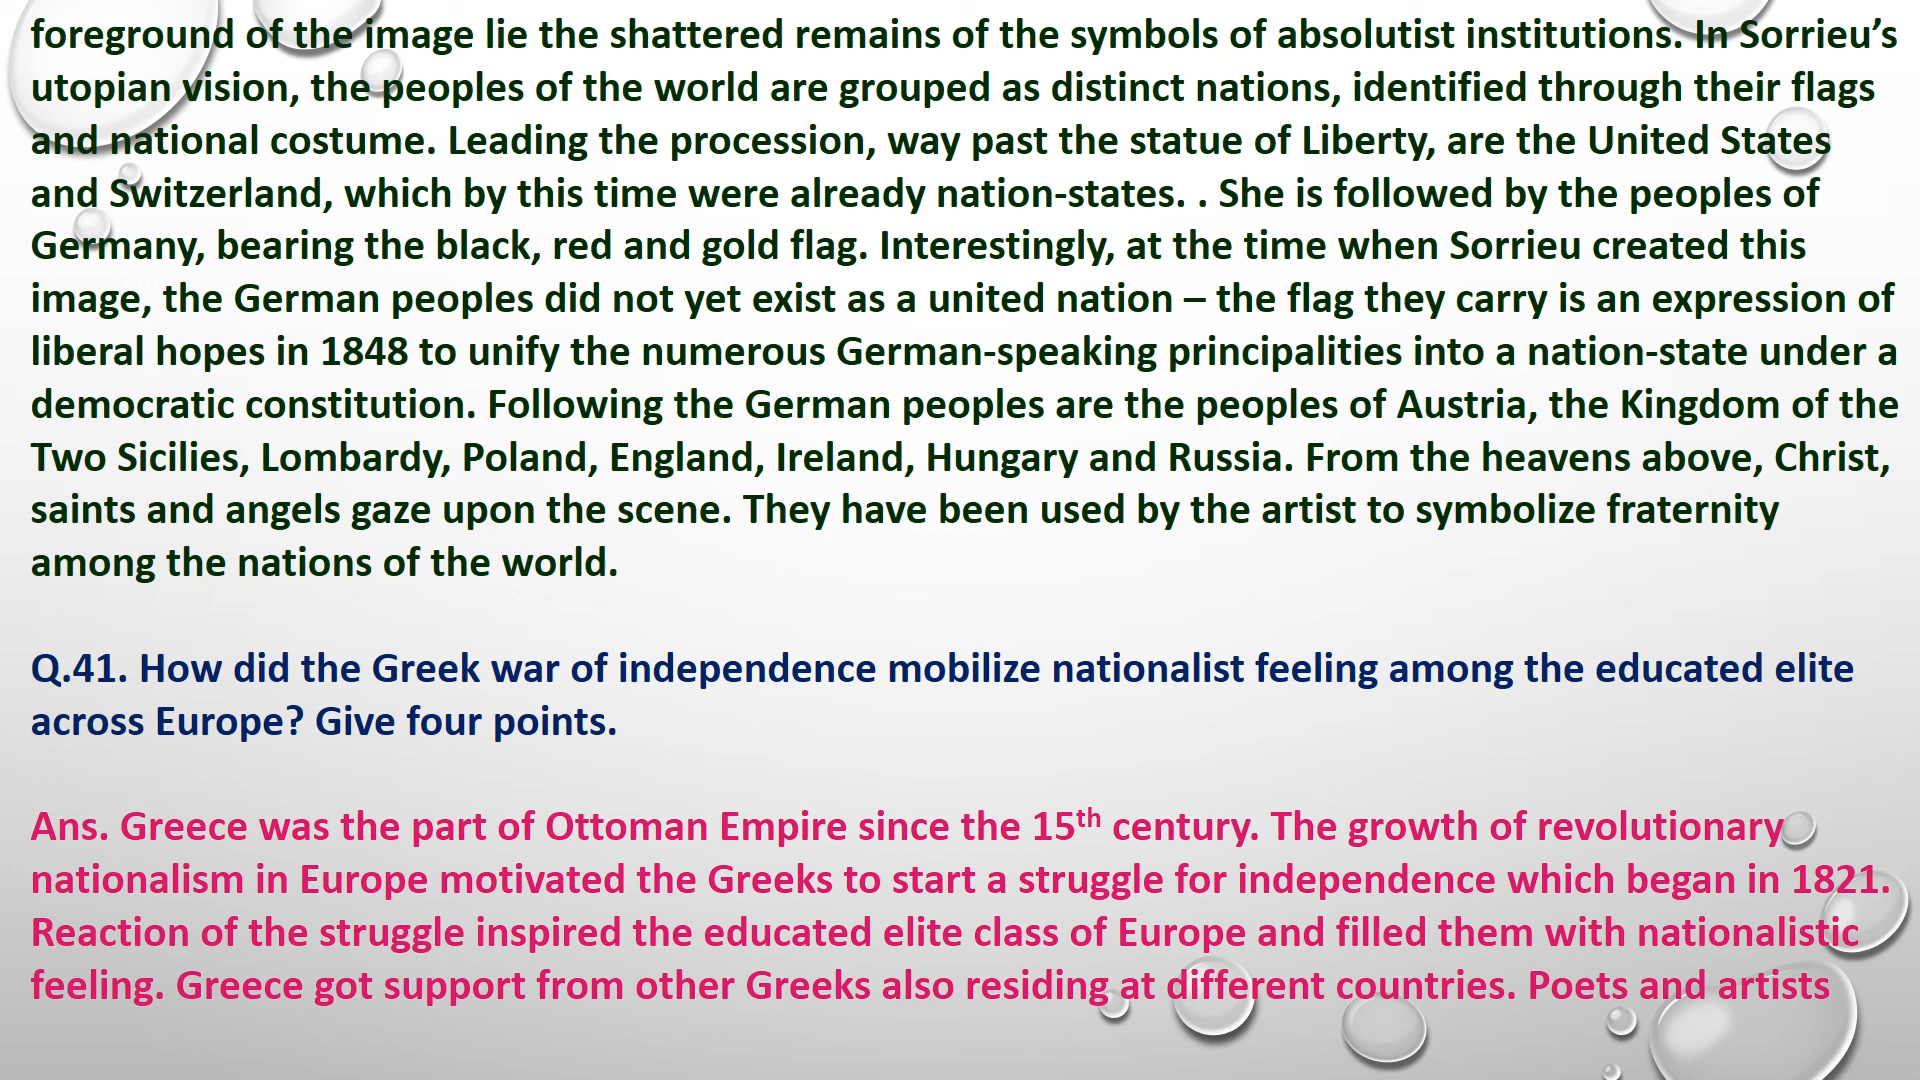 foreground of the image lie the shattered remains of the symbols of absolutist institutions. In Sorrieu’s
utopian vision, the peoples of the world are grouped as distinct nations, identified through their flags
and national costume. Leading the procession, way past the statue of Liberty, are the United States
and Switzerland, which by this time were already nation-states. . She is followed by the peoples of
Germany, bearing the black, red and gold flag. Interestingly, at the time when Sorrieu created this
image, the German peoples did not yet exist as a united nation – the flag they carry is an expression of
liberal hopes in 1848 to unify the numerous German-speaking principalities into a nation-state under a
democratic constitution. Following the German peoples are the peoples of Austria, the Kingdom of the
Two Sicilies, Lombardy, Poland, England, Ireland, Hungary and Russia. From the heavens above, Christ,
saints and angels gaze upon the scene. They have been used by the artist to symbolize fraternity
among the nations of the world.
Q.41. How did the Greek war of independence mobilize nationalist feeling among the educated elite
across Europe? Give four points.
Ans. Greece was the part of Ottoman Empire since the 15th century. The growth of revolutionary
nationalism in Europe motivated the Greeks to start a struggle for independence which began in 1821.
Reaction of the struggle inspired the educated elite class of Europe and filled them with nationalistic
feeling. Greece got support from other Greeks also residing at different countries. Poets and artists